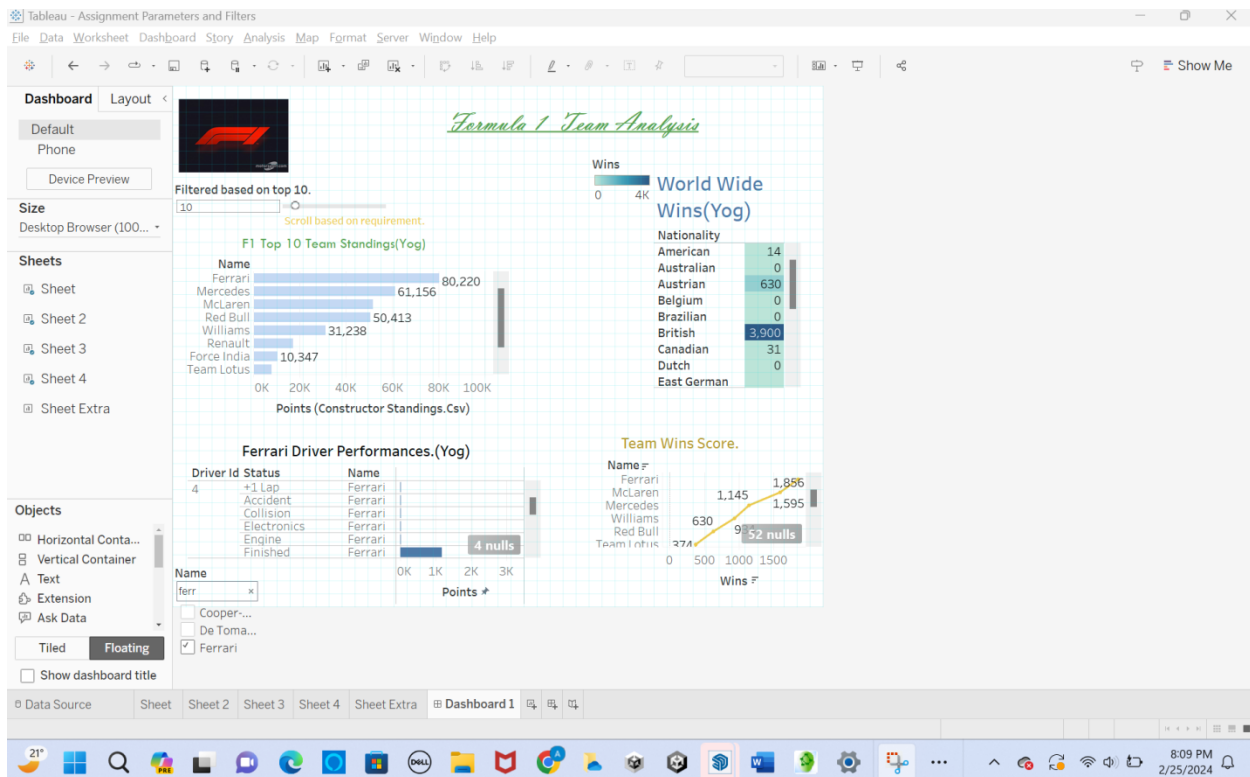 Tableau - Assignment Parameters and Filters
File Data Worksheet Dashboard Story Analysis Map Format Server Window Help
Show Me
Dashboard Layout
Default
Phone
Device Preview
Size
Desktop Browser (100...
Sheets
Sheet
Sheet 2
Sheet 3
Sheet 4
Sheet Extra
Objects
Horizontal Conta...
Vertical Container
Text
Extension
Ask Data
Tiled Floating
Show dashboard title
Formula 1 Team Analysis
Filtered based on top 10.
10
Scroll based on requirement.
F1 Top 10 Team Standings(Yog)
Name
Ferrari 80,220
Mercedes 61,156
McLaren
Red Bull 50,413
Williams 31,238
Renault
Force India 10,347
Team Lotus
0K 20K 40K 60K 80K 100K
Points (Constructor Standings.Csv)
Wins
0 4K
World Wide
Wins(Yog)
Nationality
American 14
Australian 0
Austrian 630
Belgium 0
Brazilian 0
British 3,900
Canadian 31
Dutch 0
East German
Ferrari Driver Performances.(Yog)
Driver Id Status Name
4 +1 Lap Ferrari
Accident Ferrari
Collision Ferrari
Electronics Ferrari
Engine Ferrari
Finished Ferrari
4 nulls
0K 1K 2K 3K
Points
Name
ferr
Cooper-...
De Toma...
Ferrari
Team Wins Score.
Name
Ferrari 1,856
McLaren 1,145
Mercedes 1,595
Williams 630
Red Bull
Team Lotus 374
52 nulls
0 500 1000 1500
Wins
Data Source Sheet Sheet 2 Sheet 3 Sheet 4 Sheet Extra Dashboard 1
21°
PRE
DELL
8:09 PM
2/25/2024